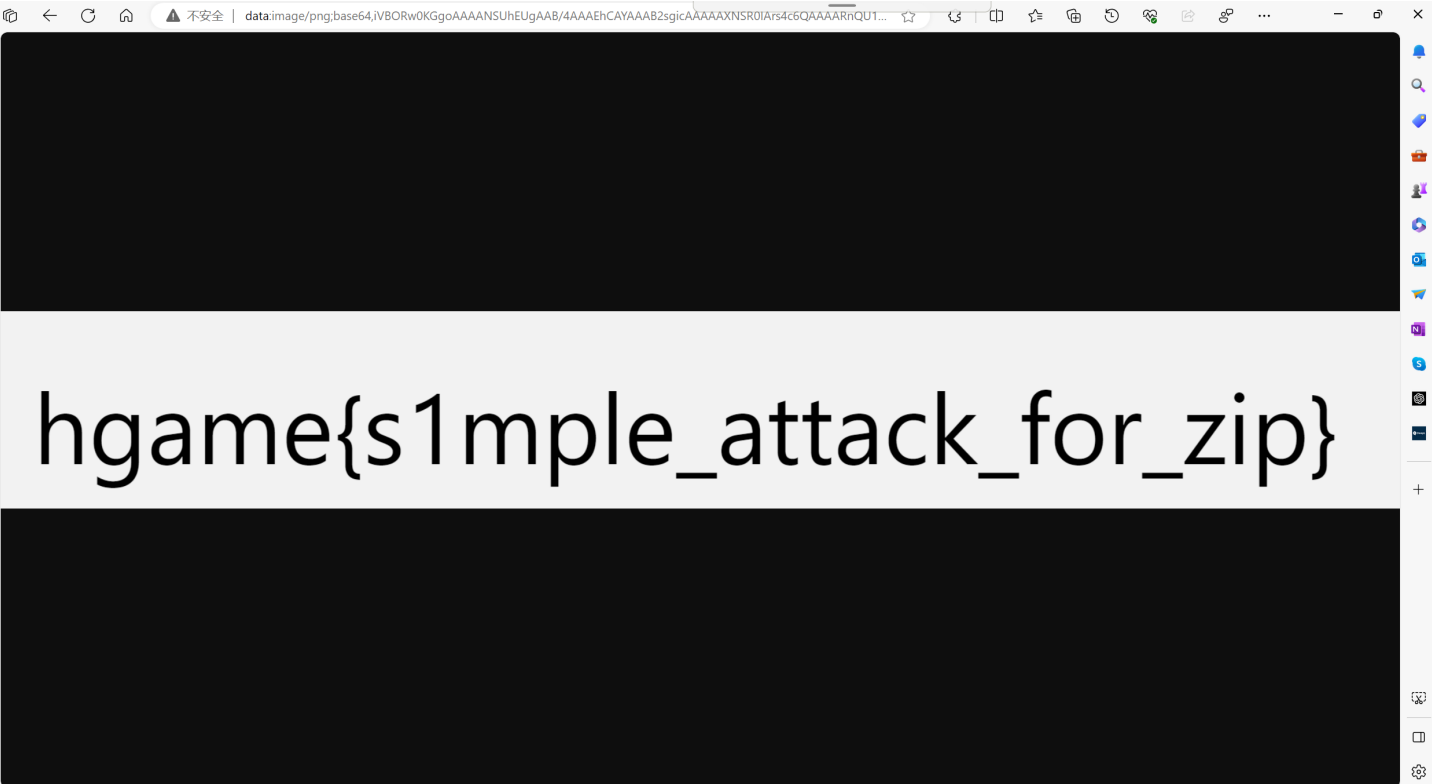 不安全 data:image/png;base64,iVBORw0KGgoAAAANSUhEUgAAB/4AAAEhCAYAAAB2sgicAAAAAXNSR0IArs4c6QAAAARnQU1...
hgame{s1mple_attack_for_zip}